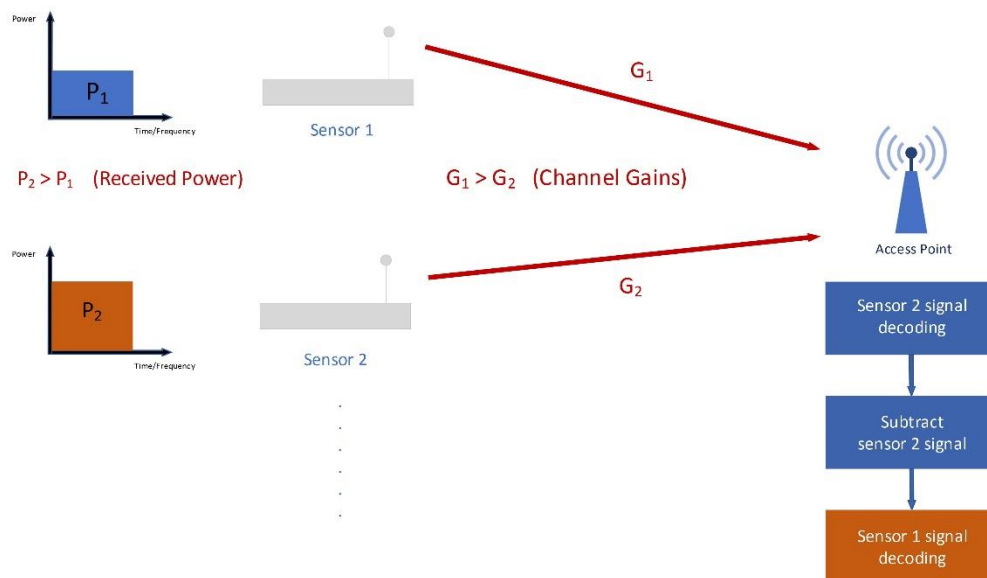 Power
P₁
Time/Frequency
Sensor 1
G₁
P₂ > P₁ (Received Power)
G₁ > G₂ (Channel Gains)
Access Point
Power
P₂
Time/Frequency
Sensor 2
G₂
Sensor 2 signal
decoding
Subtract
sensor 2 signal
Sensor 1 signal
decoding